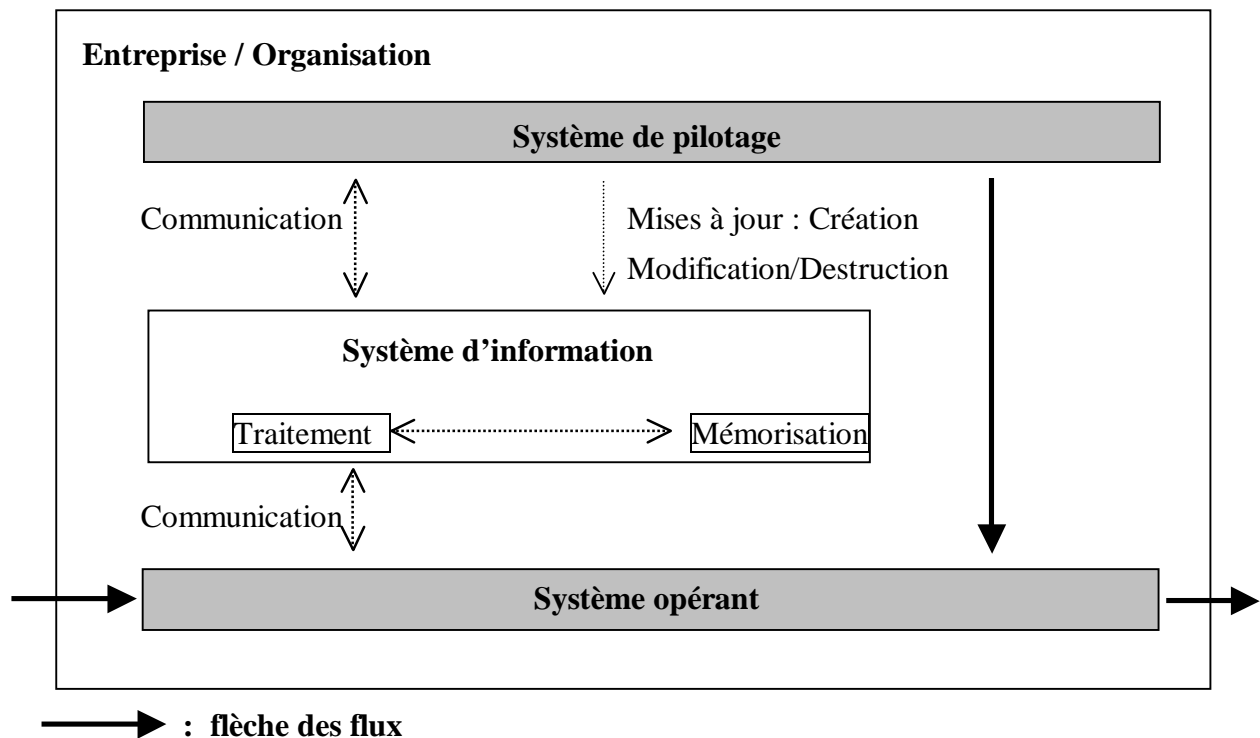 Entreprise / Organisation
Système de pilotage
Communication
Mises à jour : Création
Modification/Destruction
Système d’information
Traitement
Mémorisation
Communication
Système opérant
: flèche des flux